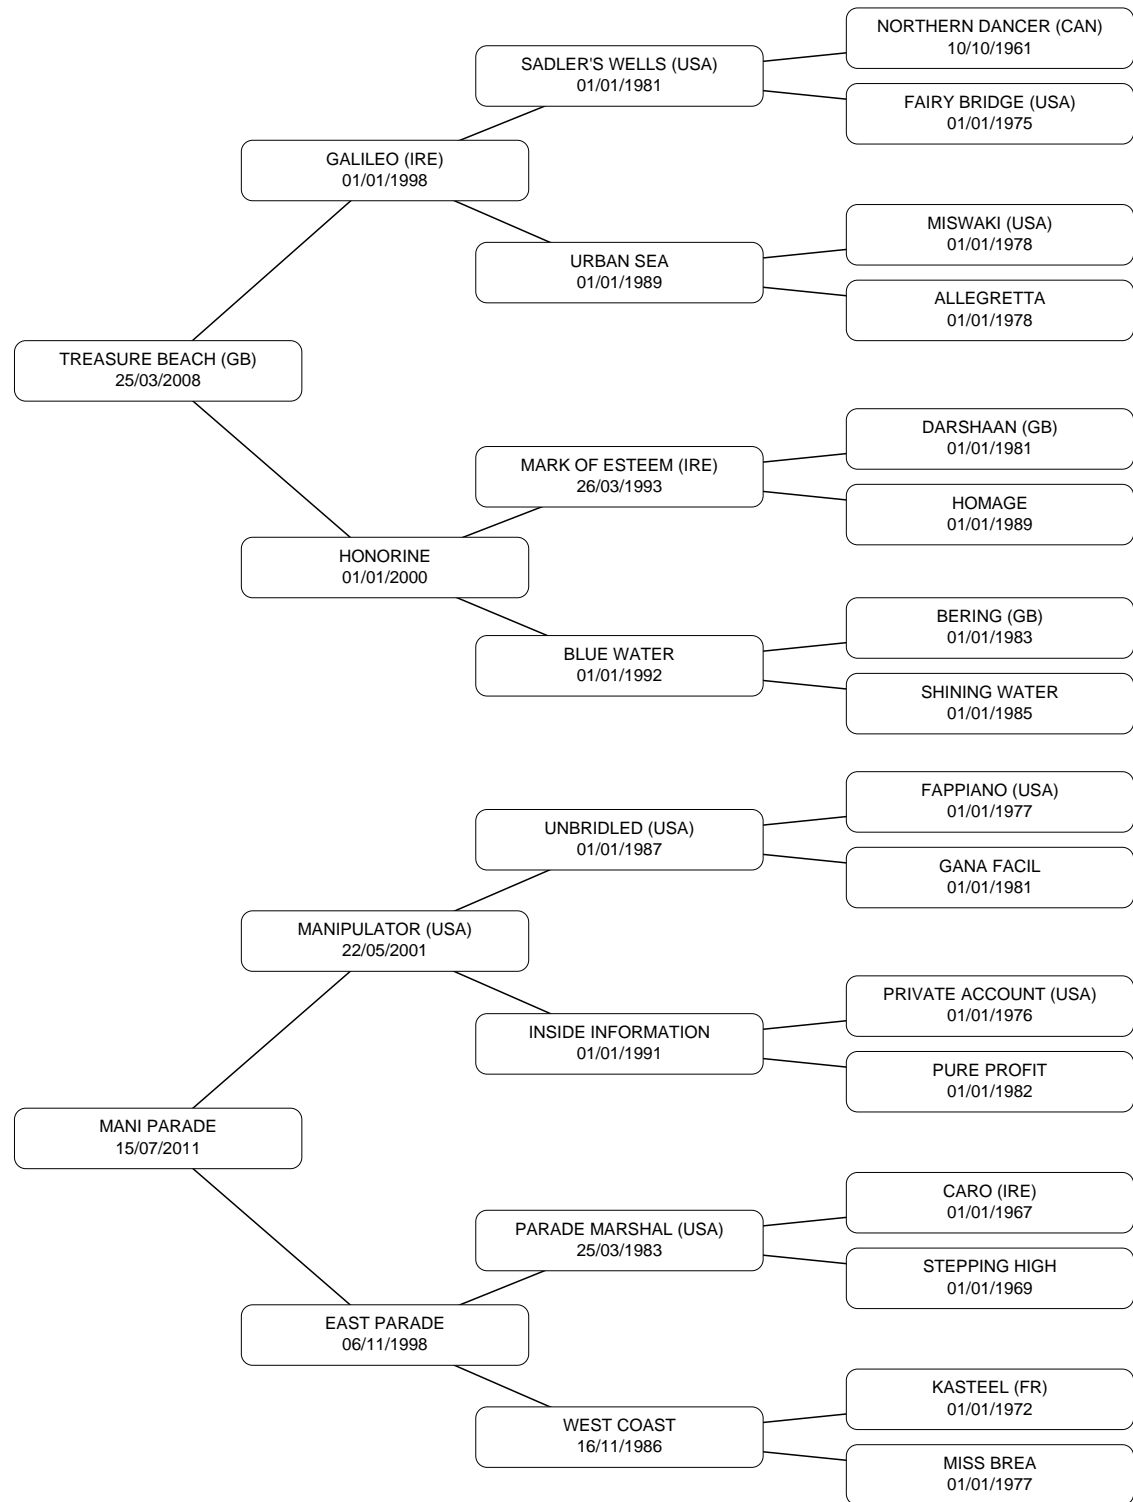 NORTHERN DANCER (CAN)
10/10/1961
SADLER'S WELLS (USA)
01/01/1981
FAIRY BRIDGE (USA)
01/01/1975
GALILEO (IRE)
01/01/1998
MISWAKI (USA)
01/01/1978
URBAN SEA
01/01/1989
ALLEGRETTA
01/01/1978
TREASURE BEACH (GB)
25/03/2008
DARSHAAN (GB)
01/01/1981
MARK OF ESTEEM (IRE)
26/03/1993
HOMAGE
01/01/1989
HONORINE
01/01/2000
BERING (GB)
01/01/1983
BLUE WATER
01/01/1992
SHINING WATER
01/01/1985
FAPPIANO (USA)
01/01/1977
UNBRIDLED (USA)
01/01/1987
GANA FACIL
01/01/1981
MANIPULATOR (USA)
22/05/2001
PRIVATE ACCOUNT (USA)
01/01/1976
INSIDE INFORMATION
01/01/1991
PURE PROFIT
01/01/1982
MANI PARADE
15/07/2011
CARO (IRE)
01/01/1967
PARADE MARSHAL (USA)
25/03/1983
STEPPING HIGH
01/01/1969
EAST PARADE
06/11/1998
KASTEEL (FR)
01/01/1972
WEST COAST
16/11/1986
MISS BREA
01/01/1977